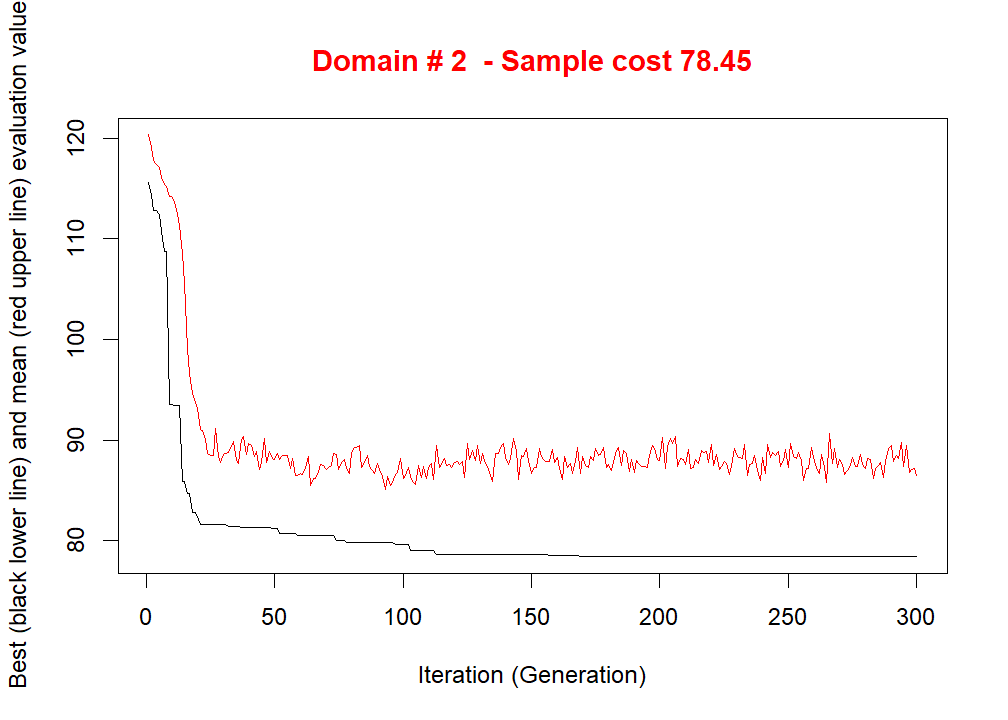 Domain # 2  - Sample cost 78.45
Best (black lower line) and mean (red upper line) evaluation value
120
110
100
90
80
0 50 100 150 200 250 300
Iteration (Generation)